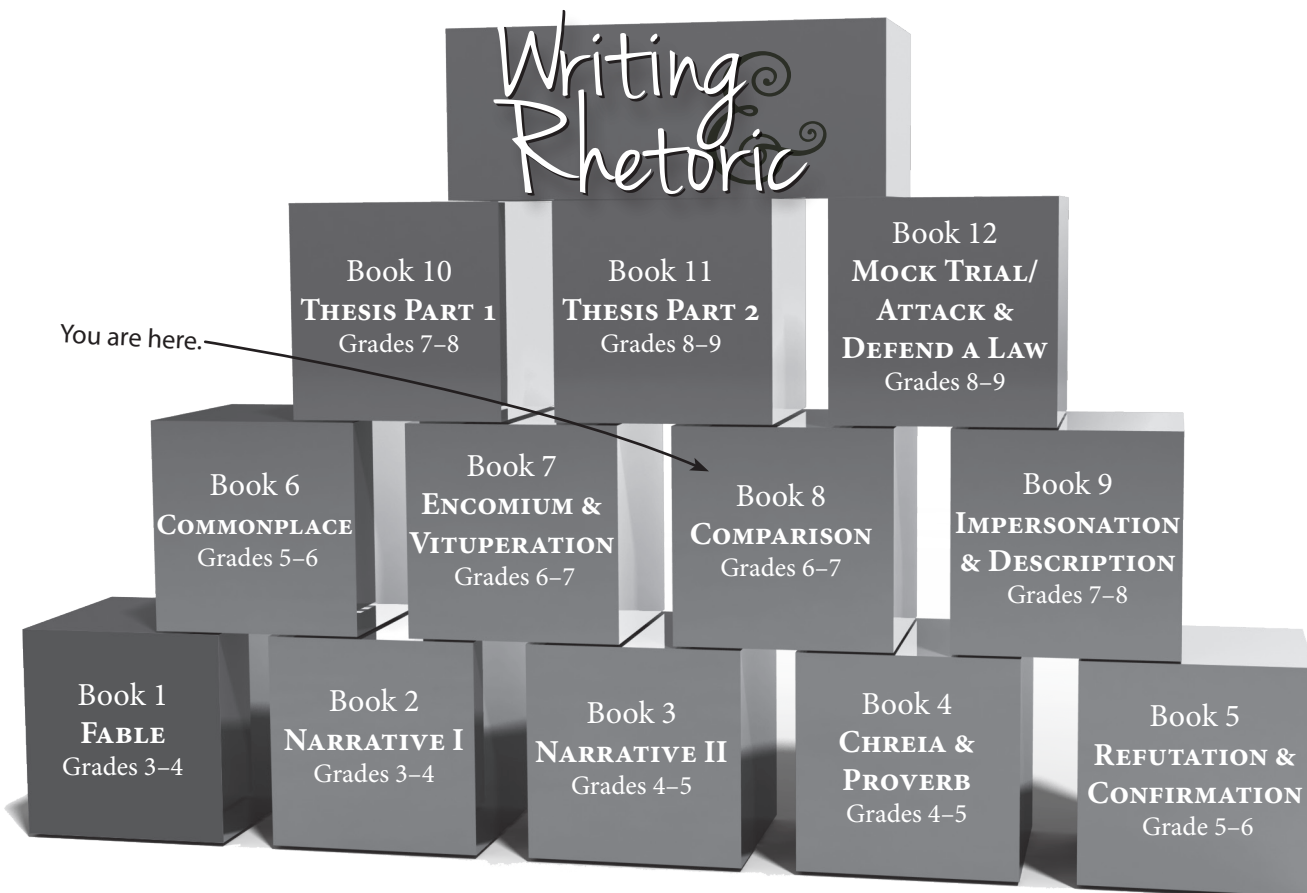 Writing &
Rhetoric
Book 10
THESIS PART 1
Grades 7–8
Book 11
THESIS PART 2
Grades 8–9
Book 12
MOCK TRIAL/
ATTACK &
DEFEND A LAW
Grades 8–9
You are here.
Book 6
COMMONPLACE
Grades 5–6
Book 7
ENCOMIUM &
VITUPERATION
Grades 6–7
Book 8
COMPARISON
Grades 6–7
Book 9
IMPERSONATION
& DESCRIPTION
Grades 7–8
Book 1
FABLE
Grades 3–4
Book 2
NARRATIVE I
Grades 3–4
Book 3
NARRATIVE II
Grades 4–5
Book 4
CHREIA &
PROVERB
Grades 4–5
Book 5
REFUTATION &
CONFIRMATION
Grade 5–6